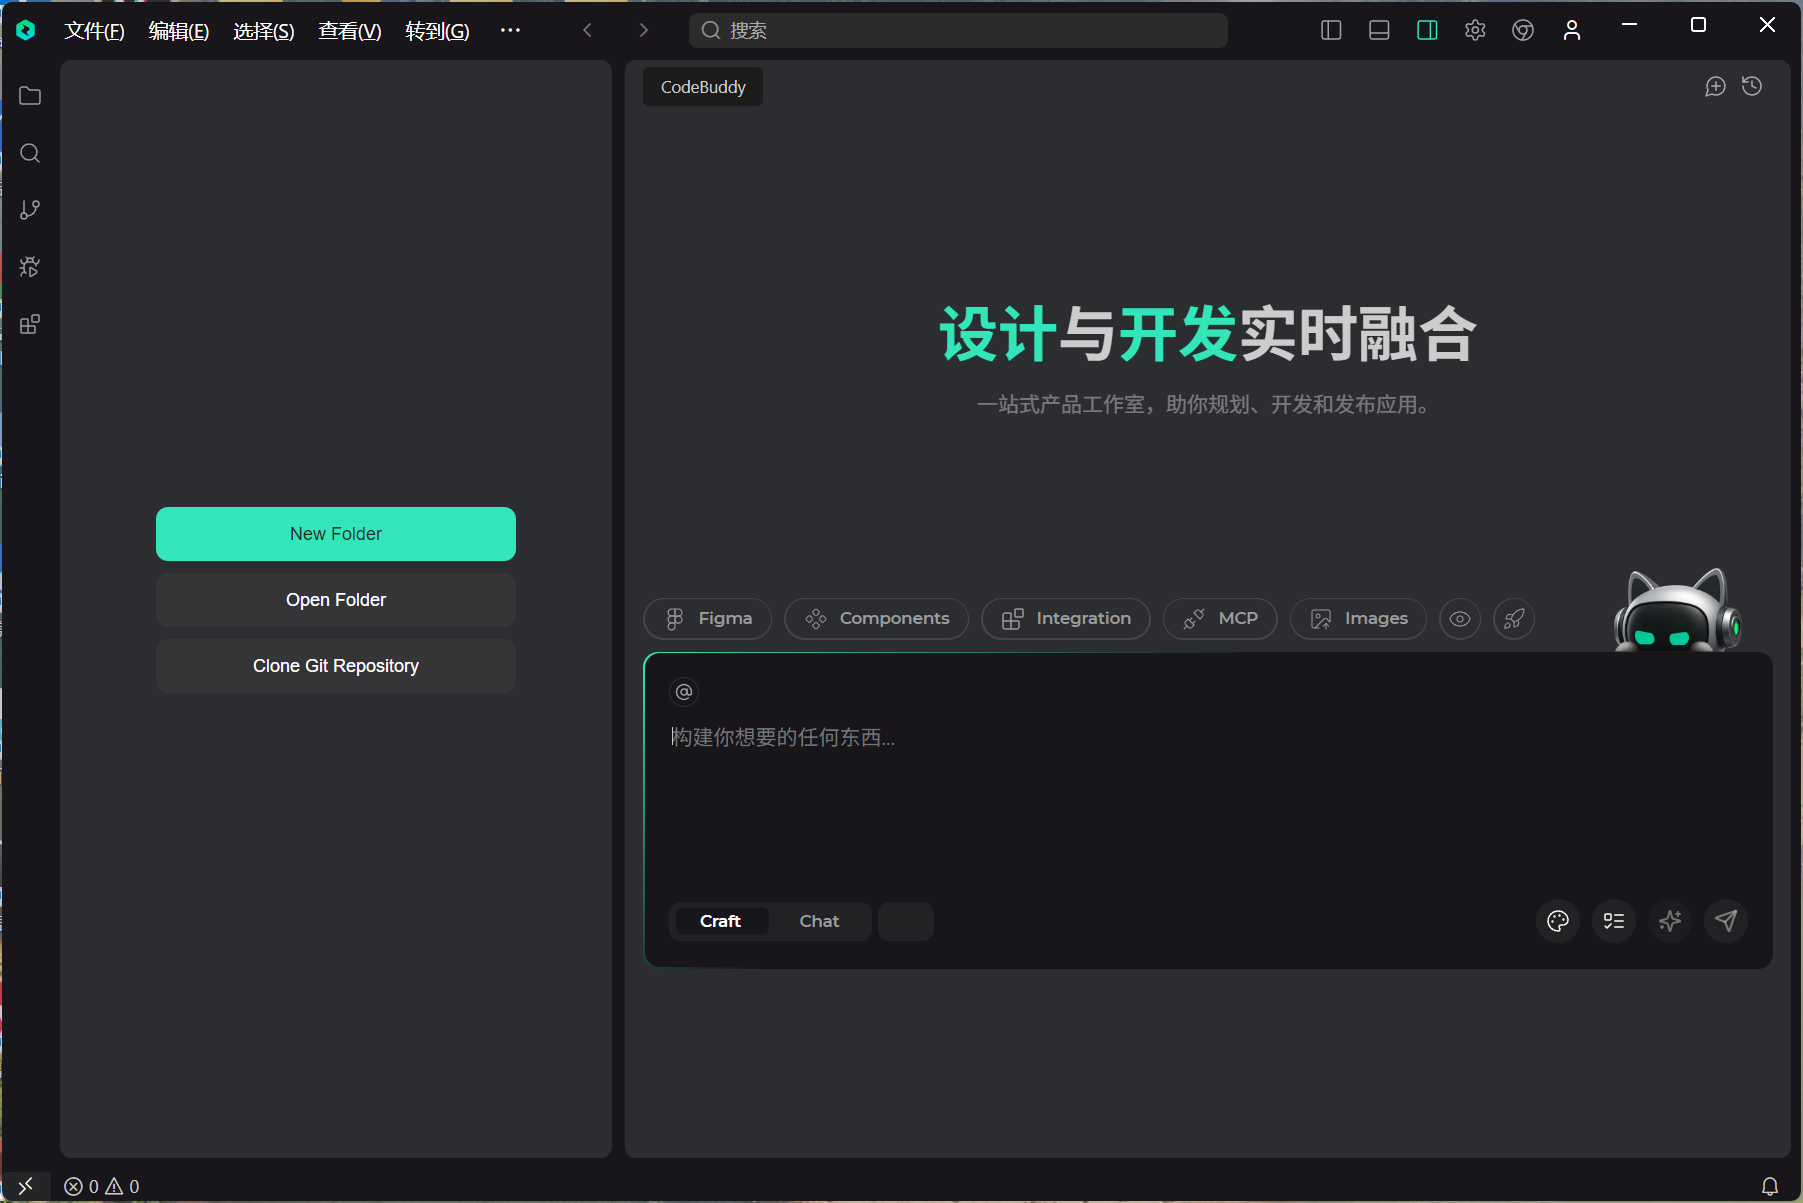 文件(F) 编辑(E) 选择(S) 查看(V) 转到(G) ··· 搜索
CodeBuddy
设计与开发实时融合
一站式产品工作室，助你规划、开发和发布应用。
New Folder
Open Folder
Clone Git Repository
Figma Components Integration MCP Images
@
构建你想要的任何东西...
Craft Chat
0 0